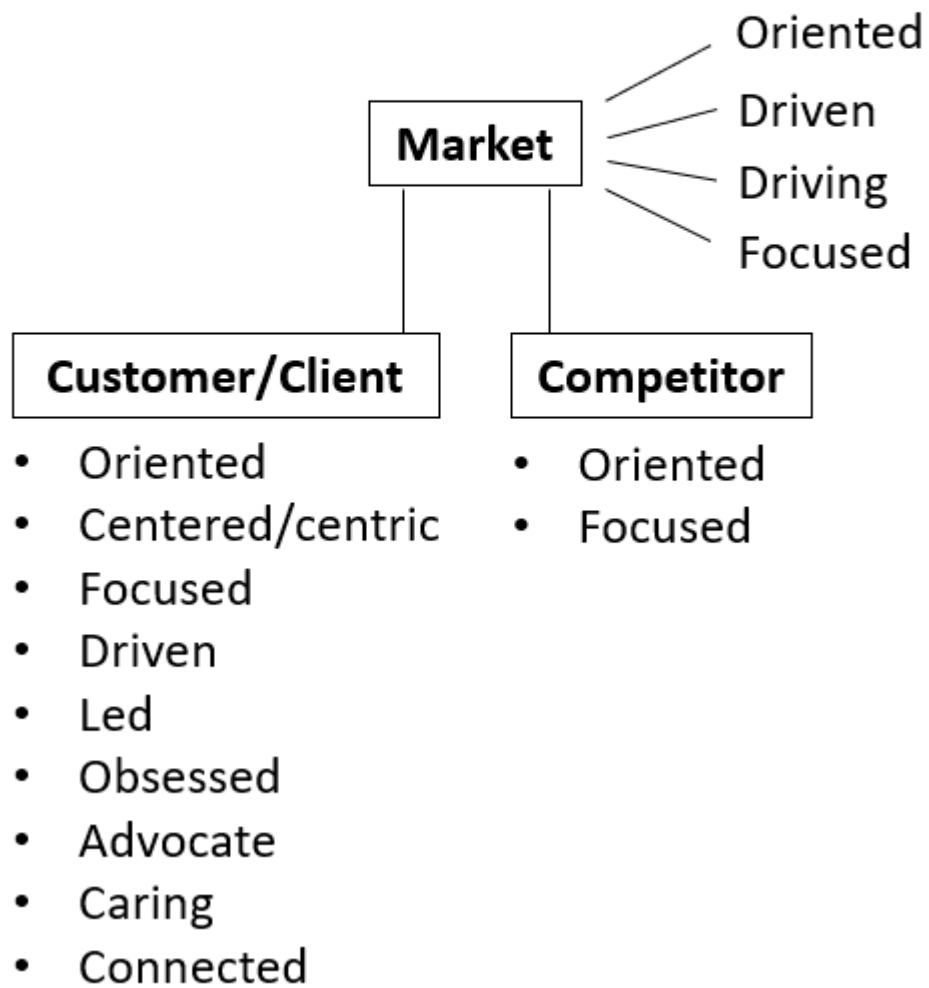 Oriented
Driven
Driving
Focused
Market
Customer/Client
• Oriented
• Centered/centric
• Focused
• Driven
• Led
• Obsessed
• Advocate
• Caring
• Connected
Competitor
• Oriented
• Focused